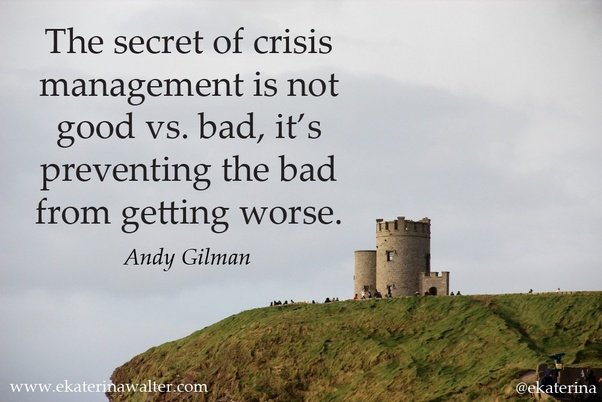 The secret of crisis
management is not
good vs. bad, it’s
preventing the bad
from getting worse.
Andy Gilman
www.ekaterinawalter.com
@ekaterina